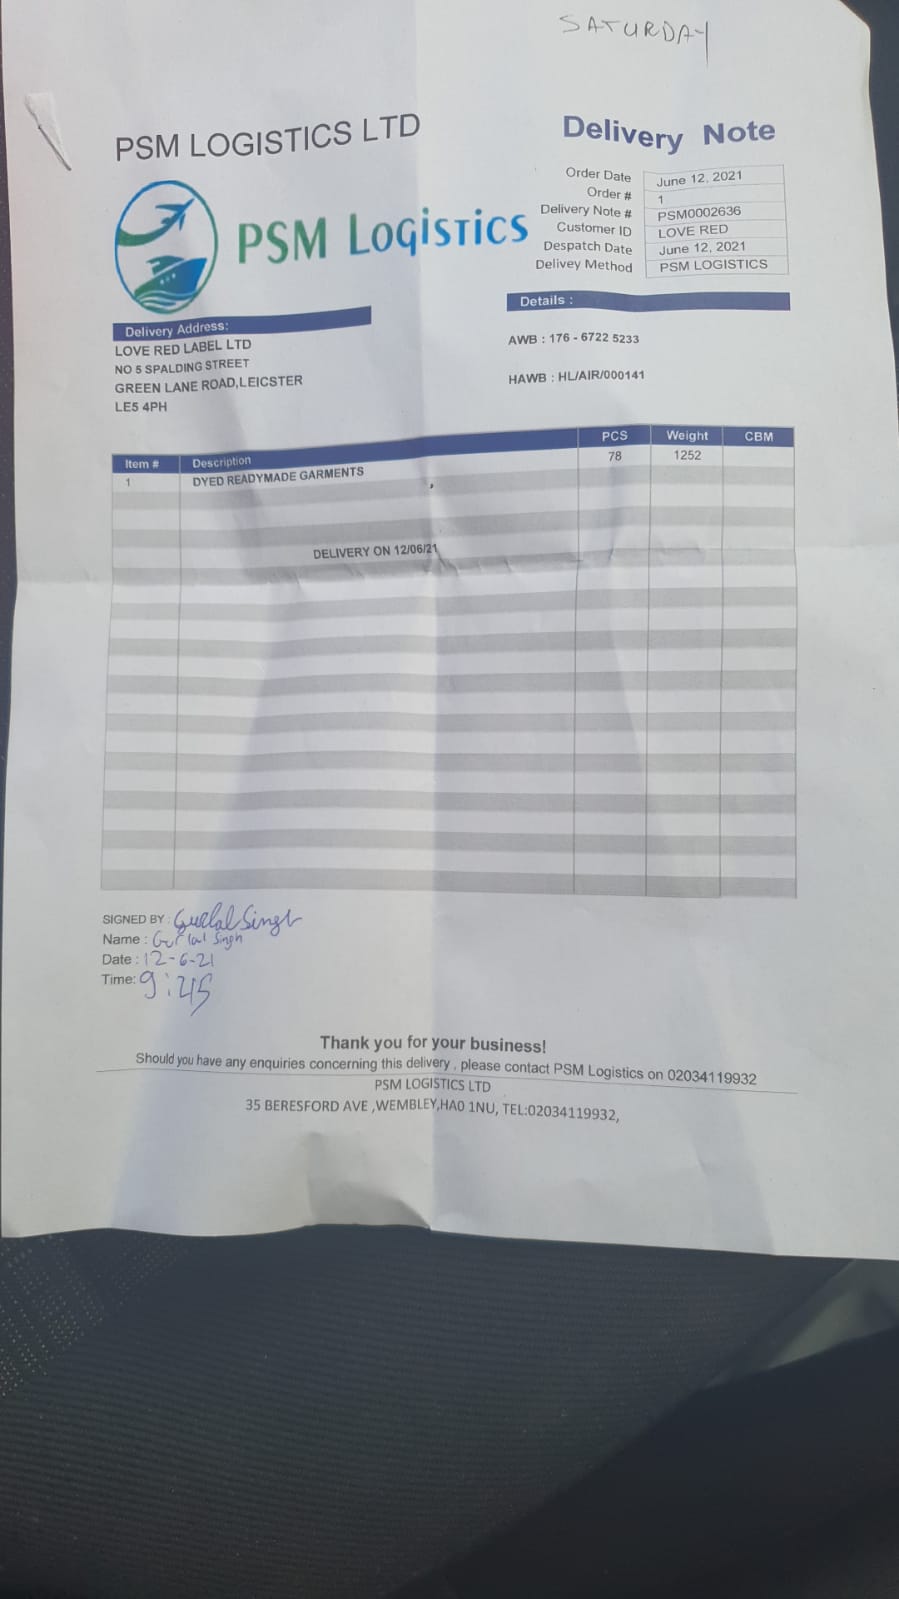 SATURDAY
PSM LOGISTICS LTD
Delivery Note
Order Date June 12, 2021
Order # 1
Delivery Note # PSM0002636
Customer ID LOVE RED
Despatch Date June 12, 2021
Delivey Method PSM LOGISTICS
PSM LOGISTICS
Delivery Address:
LOVE RED LABEL LTD
NO 5 SPALDING STREET
GREEN LANE ROAD,LEICSTER
LE5 4PH
Details :
AWB : 176 - 6722 5233
HAWB : HL/AIR/000141
Item # Description PCS Weight CBM
1 DYED READYMADE GARMENTS 78 1252
DELIVERY ON 12/06/21
SIGNED BY : Gurlal Singh
Name : Gurlal Singh
Date : 12-6-21
Time: 9:45
Thank you for your business!
Should you have any enquiries concerning this delivery , please contact PSM Logistics on 02034119932
PSM LOGISTICS LTD
35 BERESFORD AVE ,WEMBLEY,HA0 1NU, TEL:02034119932,